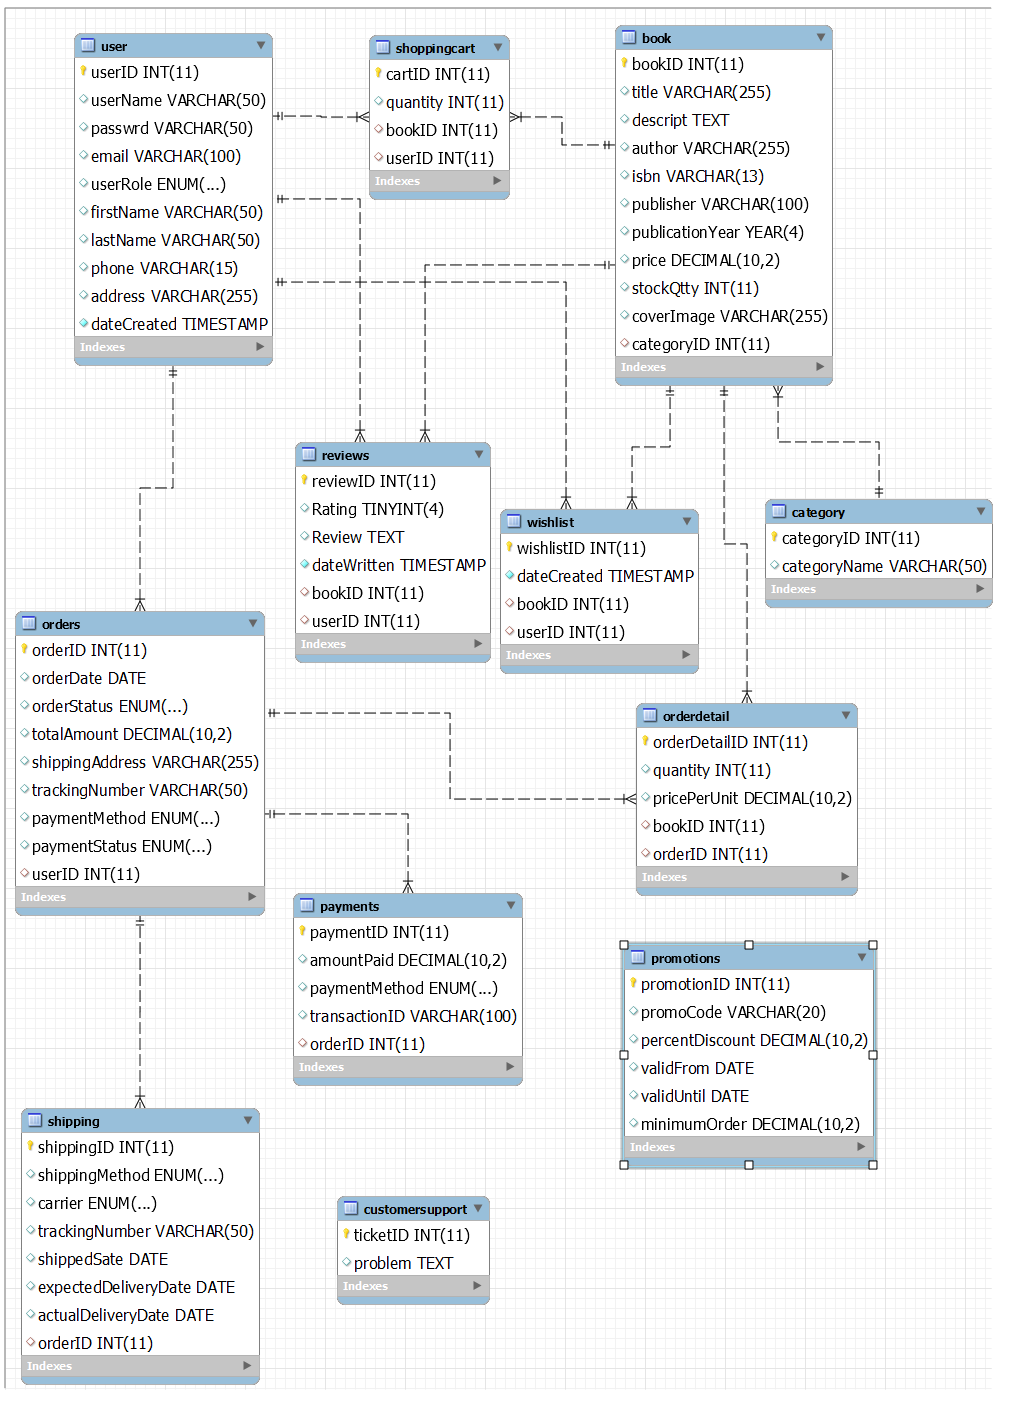 user
userID INT(11)
userName VARCHAR(50)
passwrd VARCHAR(50)
email VARCHAR(100)
userRole ENUM(...)
firstName VARCHAR(50)
lastName VARCHAR(50)
phone VARCHAR(15)
address VARCHAR(255)
dateCreated TIMESTAMP
Indexes
shoppingcart
cartID INT(11)
quantity INT(11)
bookID INT(11)
userID INT(11)
Indexes
book
bookID INT(11)
title VARCHAR(255)
descript TEXT
author VARCHAR(255)
isbn VARCHAR(13)
publisher VARCHAR(100)
publicationYear YEAR(4)
price DECIMAL(10,2)
stockQtty INT(11)
coverImage VARCHAR(255)
categoryID INT(11)
Indexes
reviews
reviewID INT(11)
Rating TINYINT(4)
Review TEXT
dateWritten TIMESTAMP
bookID INT(11)
userID INT(11)
Indexes
wishlist
wishlistID INT(11)
dateCreated TIMESTAMP
bookID INT(11)
userID INT(11)
Indexes
category
categoryID INT(11)
categoryName VARCHAR(50)
Indexes
orders
orderID INT(11)
orderDate DATE
orderStatus ENUM(...)
totalAmount DECIMAL(10,2)
shippingAddress VARCHAR(255)
trackingNumber VARCHAR(50)
paymentMethod ENUM(...)
paymentStatus ENUM(...)
userID INT(11)
Indexes
orderdetail
orderDetailID INT(11)
quantity INT(11)
pricePerUnit DECIMAL(10,2)
bookID INT(11)
orderID INT(11)
Indexes
payments
paymentID INT(11)
amountPaid DECIMAL(10,2)
paymentMethod ENUM(...)
transactionID VARCHAR(100)
orderID INT(11)
Indexes
promotions
promotionID INT(11)
promoCode VARCHAR(20)
percentDiscount DECIMAL(10,2)
validFrom DATE
validUntil DATE
minimumOrder DECIMAL(10,2)
Indexes
shipping
shippingID INT(11)
shippingMethod ENUM(...)
carrier ENUM(...)
trackingNumber VARCHAR(50)
shippedSate DATE
expectedDeliveryDate DATE
actualDeliveryDate DATE
orderID INT(11)
Indexes
customersupport
ticketID INT(11)
problem TEXT
Indexes